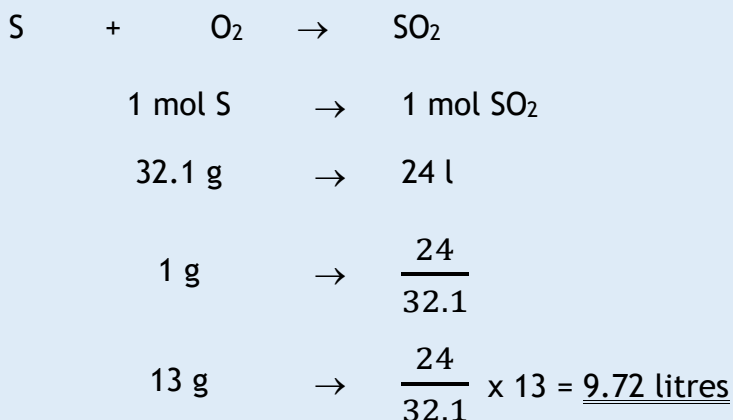 S + O₂ → SO₂
1 mol S → 1 mol SO₂
32.1 g → 24 l
1 g → 24/32.1
13 g → 24/32.1 x 13 = 9.72 litres